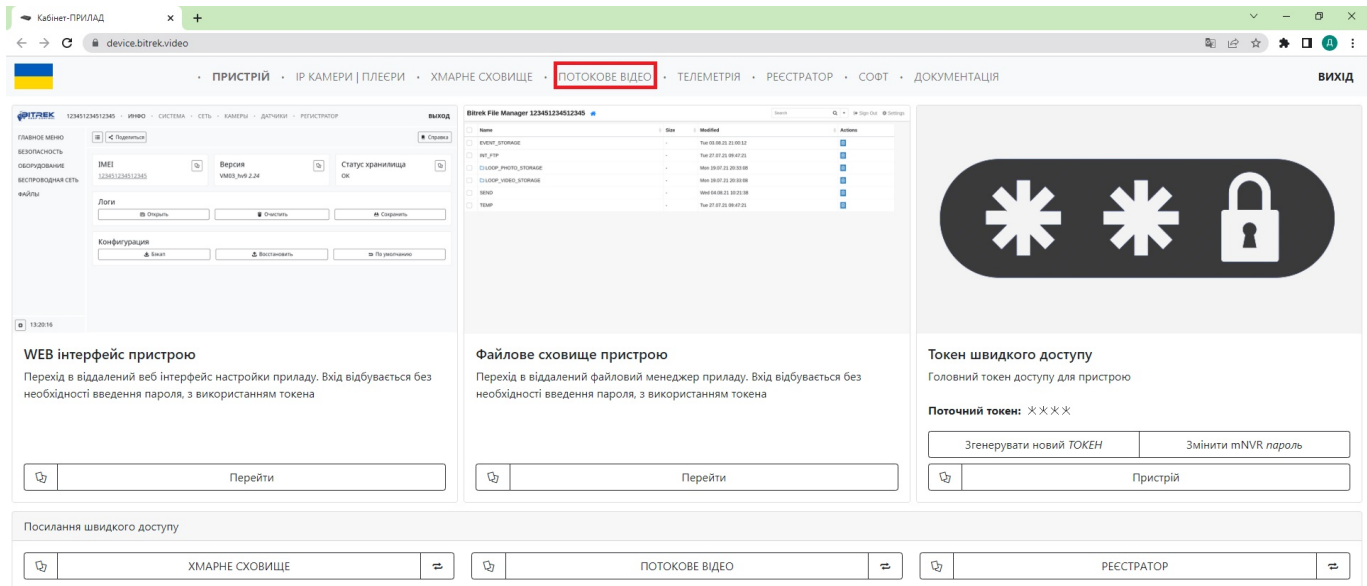 Кабінет-ПРИЛАД
device.bitrek.video
· ПРИСТРІЙ · IP КАМЕРИ | ПЛЕЄРИ · ХМАРНЕ СХОВИЩЕ · ПОТОКОВЕ ВІДЕО · ТЕЛЕМЕТРІЯ · РЕЄСТРАТОР · СОФТ · ДОКУМЕНТАЦІЯ
ВИХІД
BITREK
123451234512345 · ИНФО · СИСТЕМА · СЕТЬ · КАМЕРЫ · ДАТЧИКИ · РЕГИСТРАТОР
ВЫХОД
ГЛАВНОЕ МЕНЮ
БЕЗОПАСНОСТЬ
ОБОРУДОВАНИЕ
БЕСПРОВОДНАЯ СЕТЬ
ФАЙЛЫ
Поделиться
Справка
IMEI
123451234512345
Версия
VM03_hv9 2.24
Статус хранилища
OK
Логи
Открыть
Очистить
Сохранить
Конфигурация
Бэкап
Восстановить
По умолчанию
13:20:16
Bitrek File Manager 123451234512345
Search
Sign Out
Settings
Name Size Modified Actions
EVENT_STORAGE - Tue 03.08.21 21:00:12
INT_FTP - Tue 27.07.21 09:47:21
LOOP_PHOTO_STORAGE - Mon 19.07.21 20:33:08
LOOP_VIDEO_STORAGE - Mon 19.07.21 20:33:08
SEND - Wed 04.08.21 10:21:38
TEMP - Tue 27.07.21 09:47:21
WEB інтерфейс пристрою
Перехід в віддалений веб інтерфейс настройки приладу. Вхід відбувається без
необхідності введення пароля, з використанням токена
Перейти
Файлове сховище пристрою
Перехід в віддалений файловий менеджер приладу. Вхід відбувається без
необхідності введення пароля, з використанням токена
Перейти
Токен швидкого доступу
Головний токен доступу для пристрою
Поточний токен: ****
Згенерувати новий ТОКЕН
Змінити mNVR пароль
Пристрій
Посилання швидкого доступу
ХМАРНЕ СХОВИЩЕ
ПОТОКОВЕ ВІДЕО
РЕЄСТРАТОР